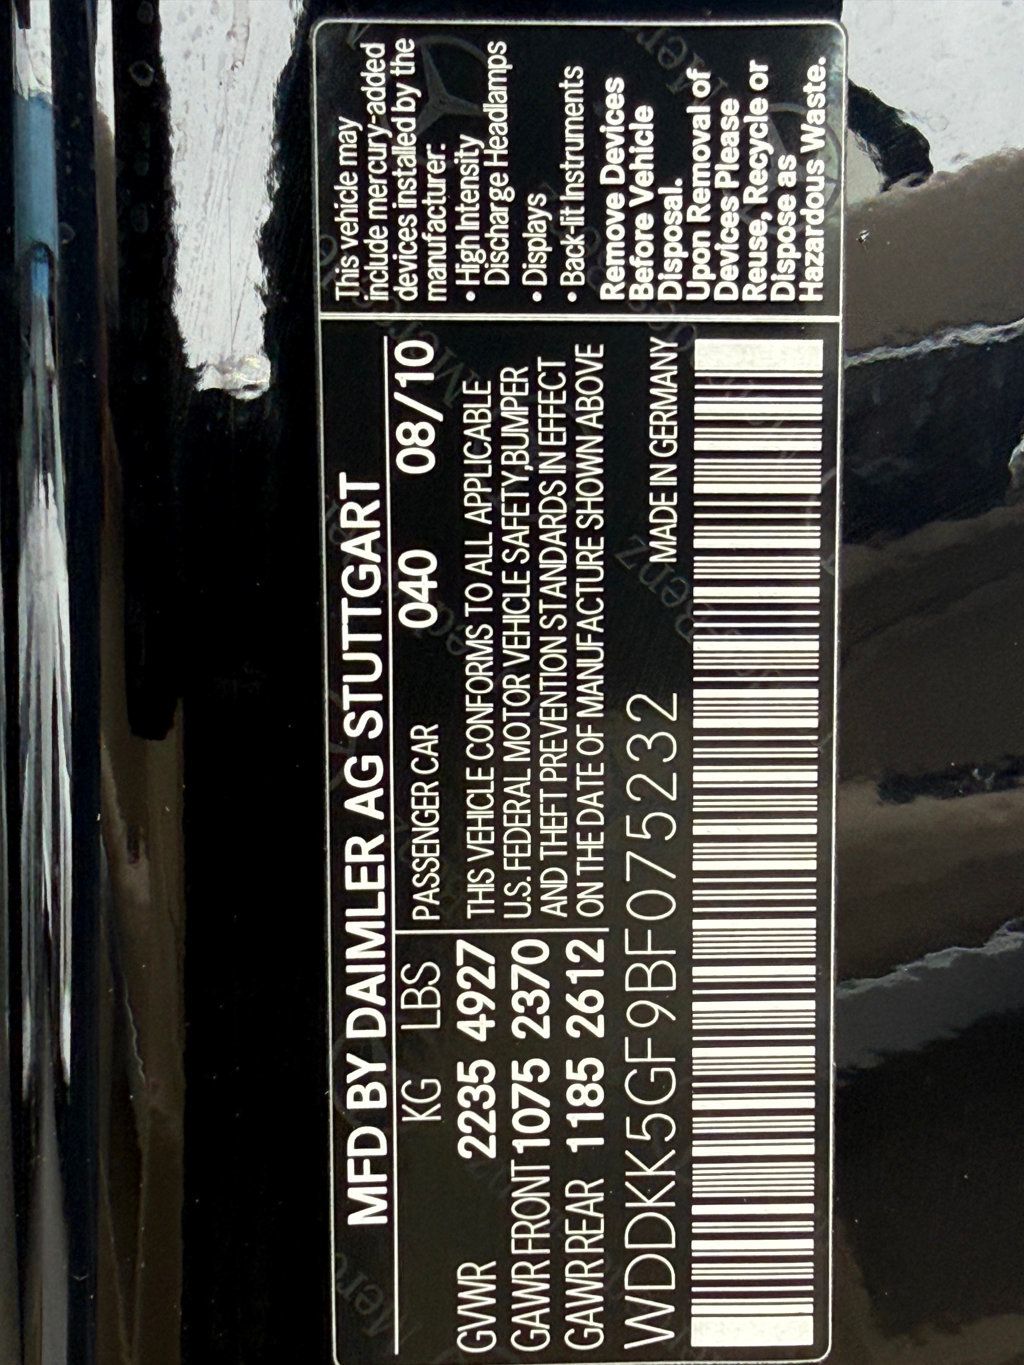 MFD BY DAIMLER AG STUTTGART
KG LBS
GVWR 2235 4927
GAWR FRONT 1075 2370
GAWR REAR 1185 2612
PASSENGER CAR 040 08/10
THIS VEHICLE CONFORMS TO ALL APPLICABLE
U.S. FEDERAL MOTOR VEHICLE SAFETY,BUMPER
AND THEFT PREVENTION STANDARDS IN EFFECT
ON THE DATE OF MANUFACTURE SHOWN ABOVE
WDDKK5GF9BF075232 MADE IN GERMANY
This vehicle may
include mercury-added
devices installed by the
manufacturer:
• High Intensity
Discharge Headlamps
• Displays
• Back-lit Instruments
Remove Devices
Before Vehicle
Disposal.
Upon Removal of
Devices Please
Reuse, Recycle or
Dispose as
Hazardous Waste.